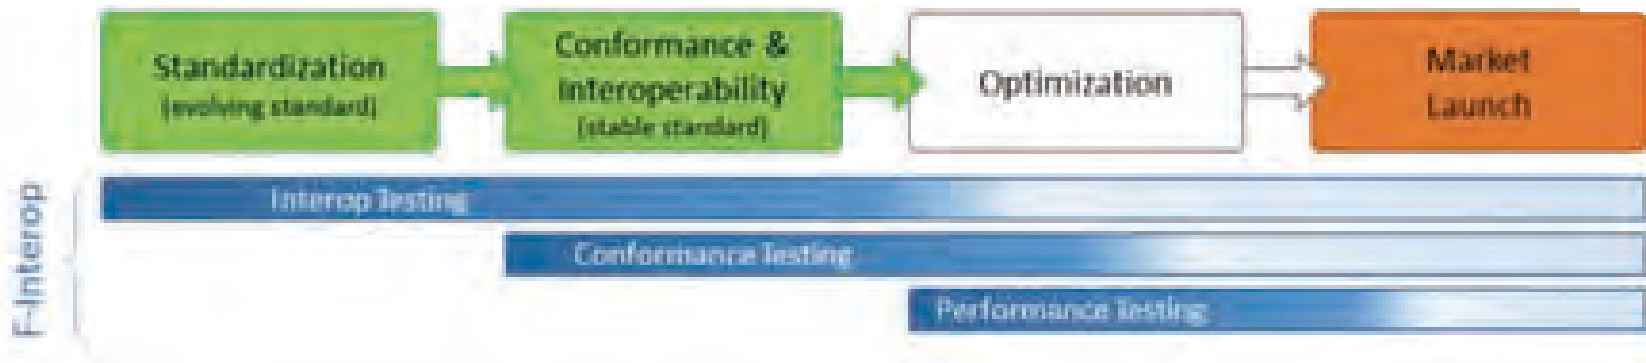 Standardization
(evolving standard)
Conformance &
Interoperability
(stable standard)
Optimization
Market
Launch
F-Interop
Interop Testing
Conformance Testing
Performance Testing